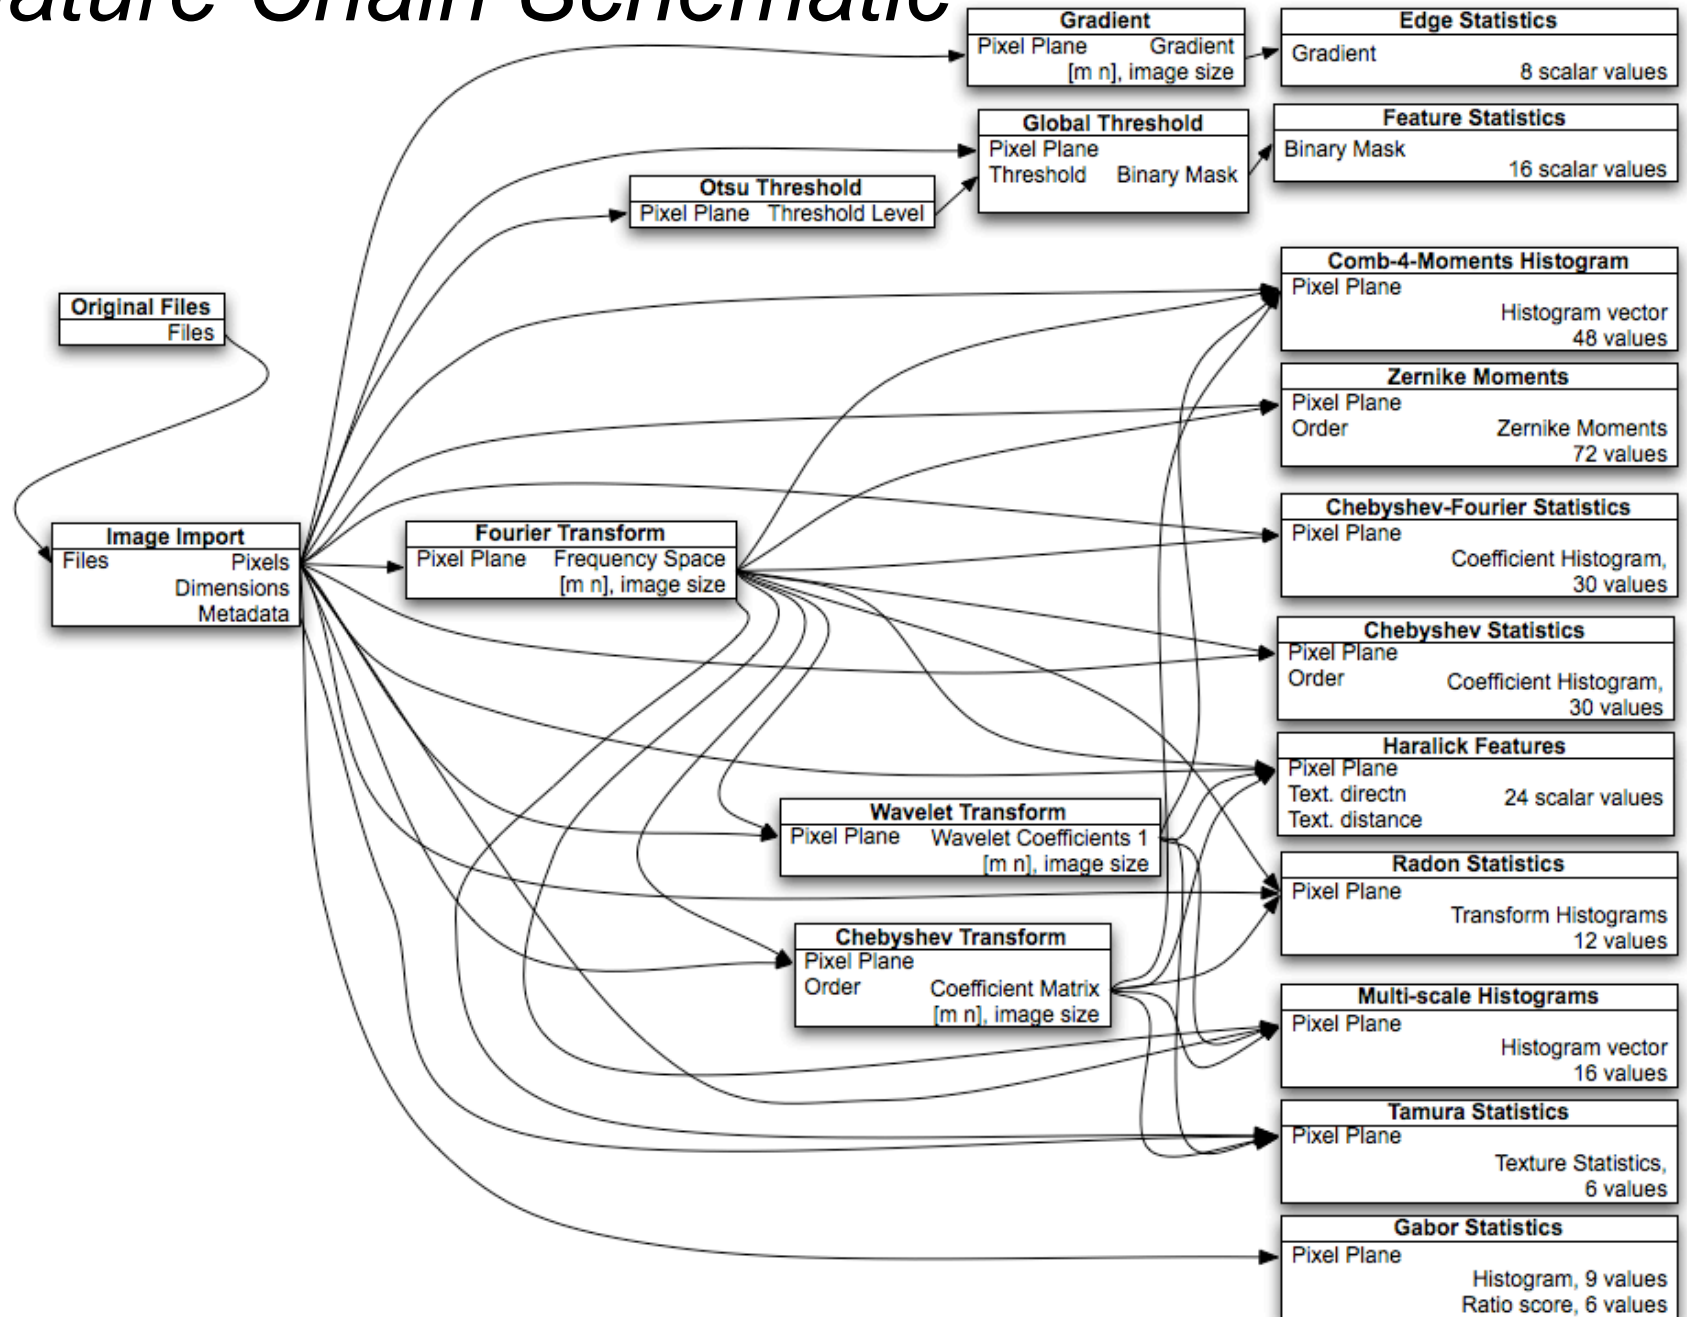 ature Chain Schematic
Gradient
Pixel Plane Gradient
[m n], image size
Edge Statistics
Gradient
8 scalar values
Global Threshold
Pixel Plane
Threshold Binary Mask
Feature Statistics
Binary Mask
16 scalar values
Otsu Threshold
Pixel Plane Threshold Level
Original Files
Files
Comb-4-Moments Histogram
Pixel Plane
Histogram vector
48 values
Zernike Moments
Pixel Plane
Order Zernike Moments
72 values
Image Import
Files Pixels
Dimensions
Metadata
Fourier Transform
Pixel Plane Frequency Space
[m n], image size
Chebyshev-Fourier Statistics
Pixel Plane
Coefficient Histogram,
30 values
Chebyshev Statistics
Pixel Plane
Order Coefficient Histogram,
30 values
Haralick Features
Pixel Plane
Text. directn 24 scalar values
Text. distance
Wavelet Transform
Pixel Plane Wavelet Coefficients 1
[m n], image size
Radon Statistics
Pixel Plane
Transform Histograms
12 values
Chebyshev Transform
Pixel Plane
Order Coefficient Matrix
[m n], image size
Multi-scale Histograms
Pixel Plane
Histogram vector
16 values
Tamura Statistics
Pixel Plane
Texture Statistics,
6 values
Gabor Statistics
Pixel Plane
Histogram, 9 values
Ratio score, 6 values